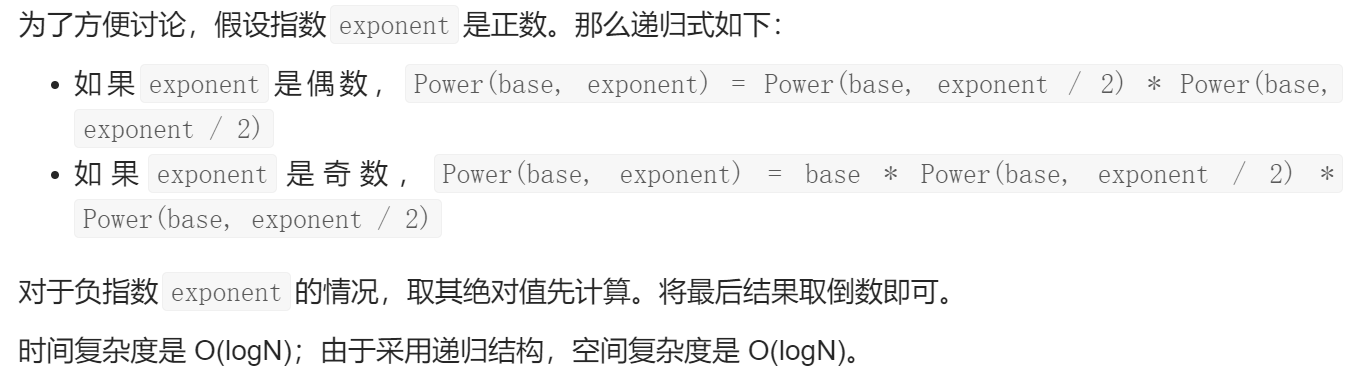 为了方便讨论，假设指数 exponent 是正数。那么递归式如下：
• 如果 exponent 是偶数， Power(base, exponent) = Power(base, exponent / 2) * Power(base,
exponent / 2)
• 如果 exponent 是奇数， Power(base, exponent) = base * Power(base, exponent / 2) *
Power(base, exponent / 2)
对于负指数 exponent 的情况，取其绝对值先计算。将最后结果取倒数即可。
时间复杂度是 O(logN)；由于采用递归结构，空间复杂度是 O(logN)。